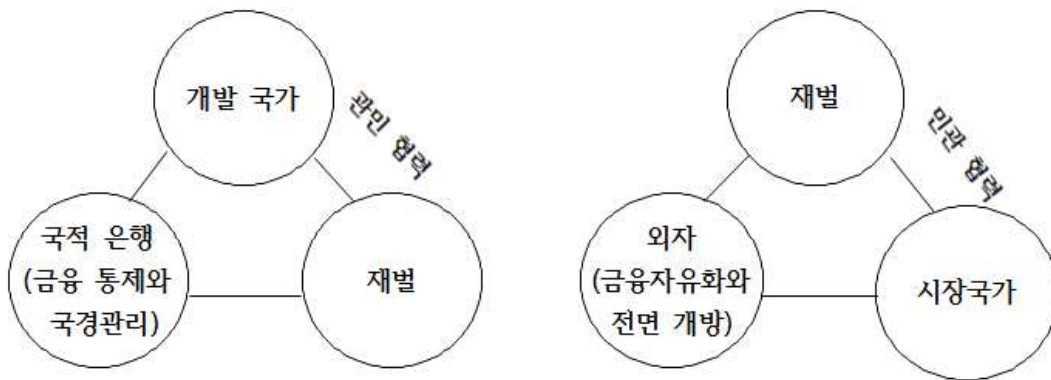 개발 국가
관민 협력
국적 은행
(금융 통제와
국경관리)
재벌
재벌
민관 협력
외자
(금융자유화와
전면 개방)
시장국가